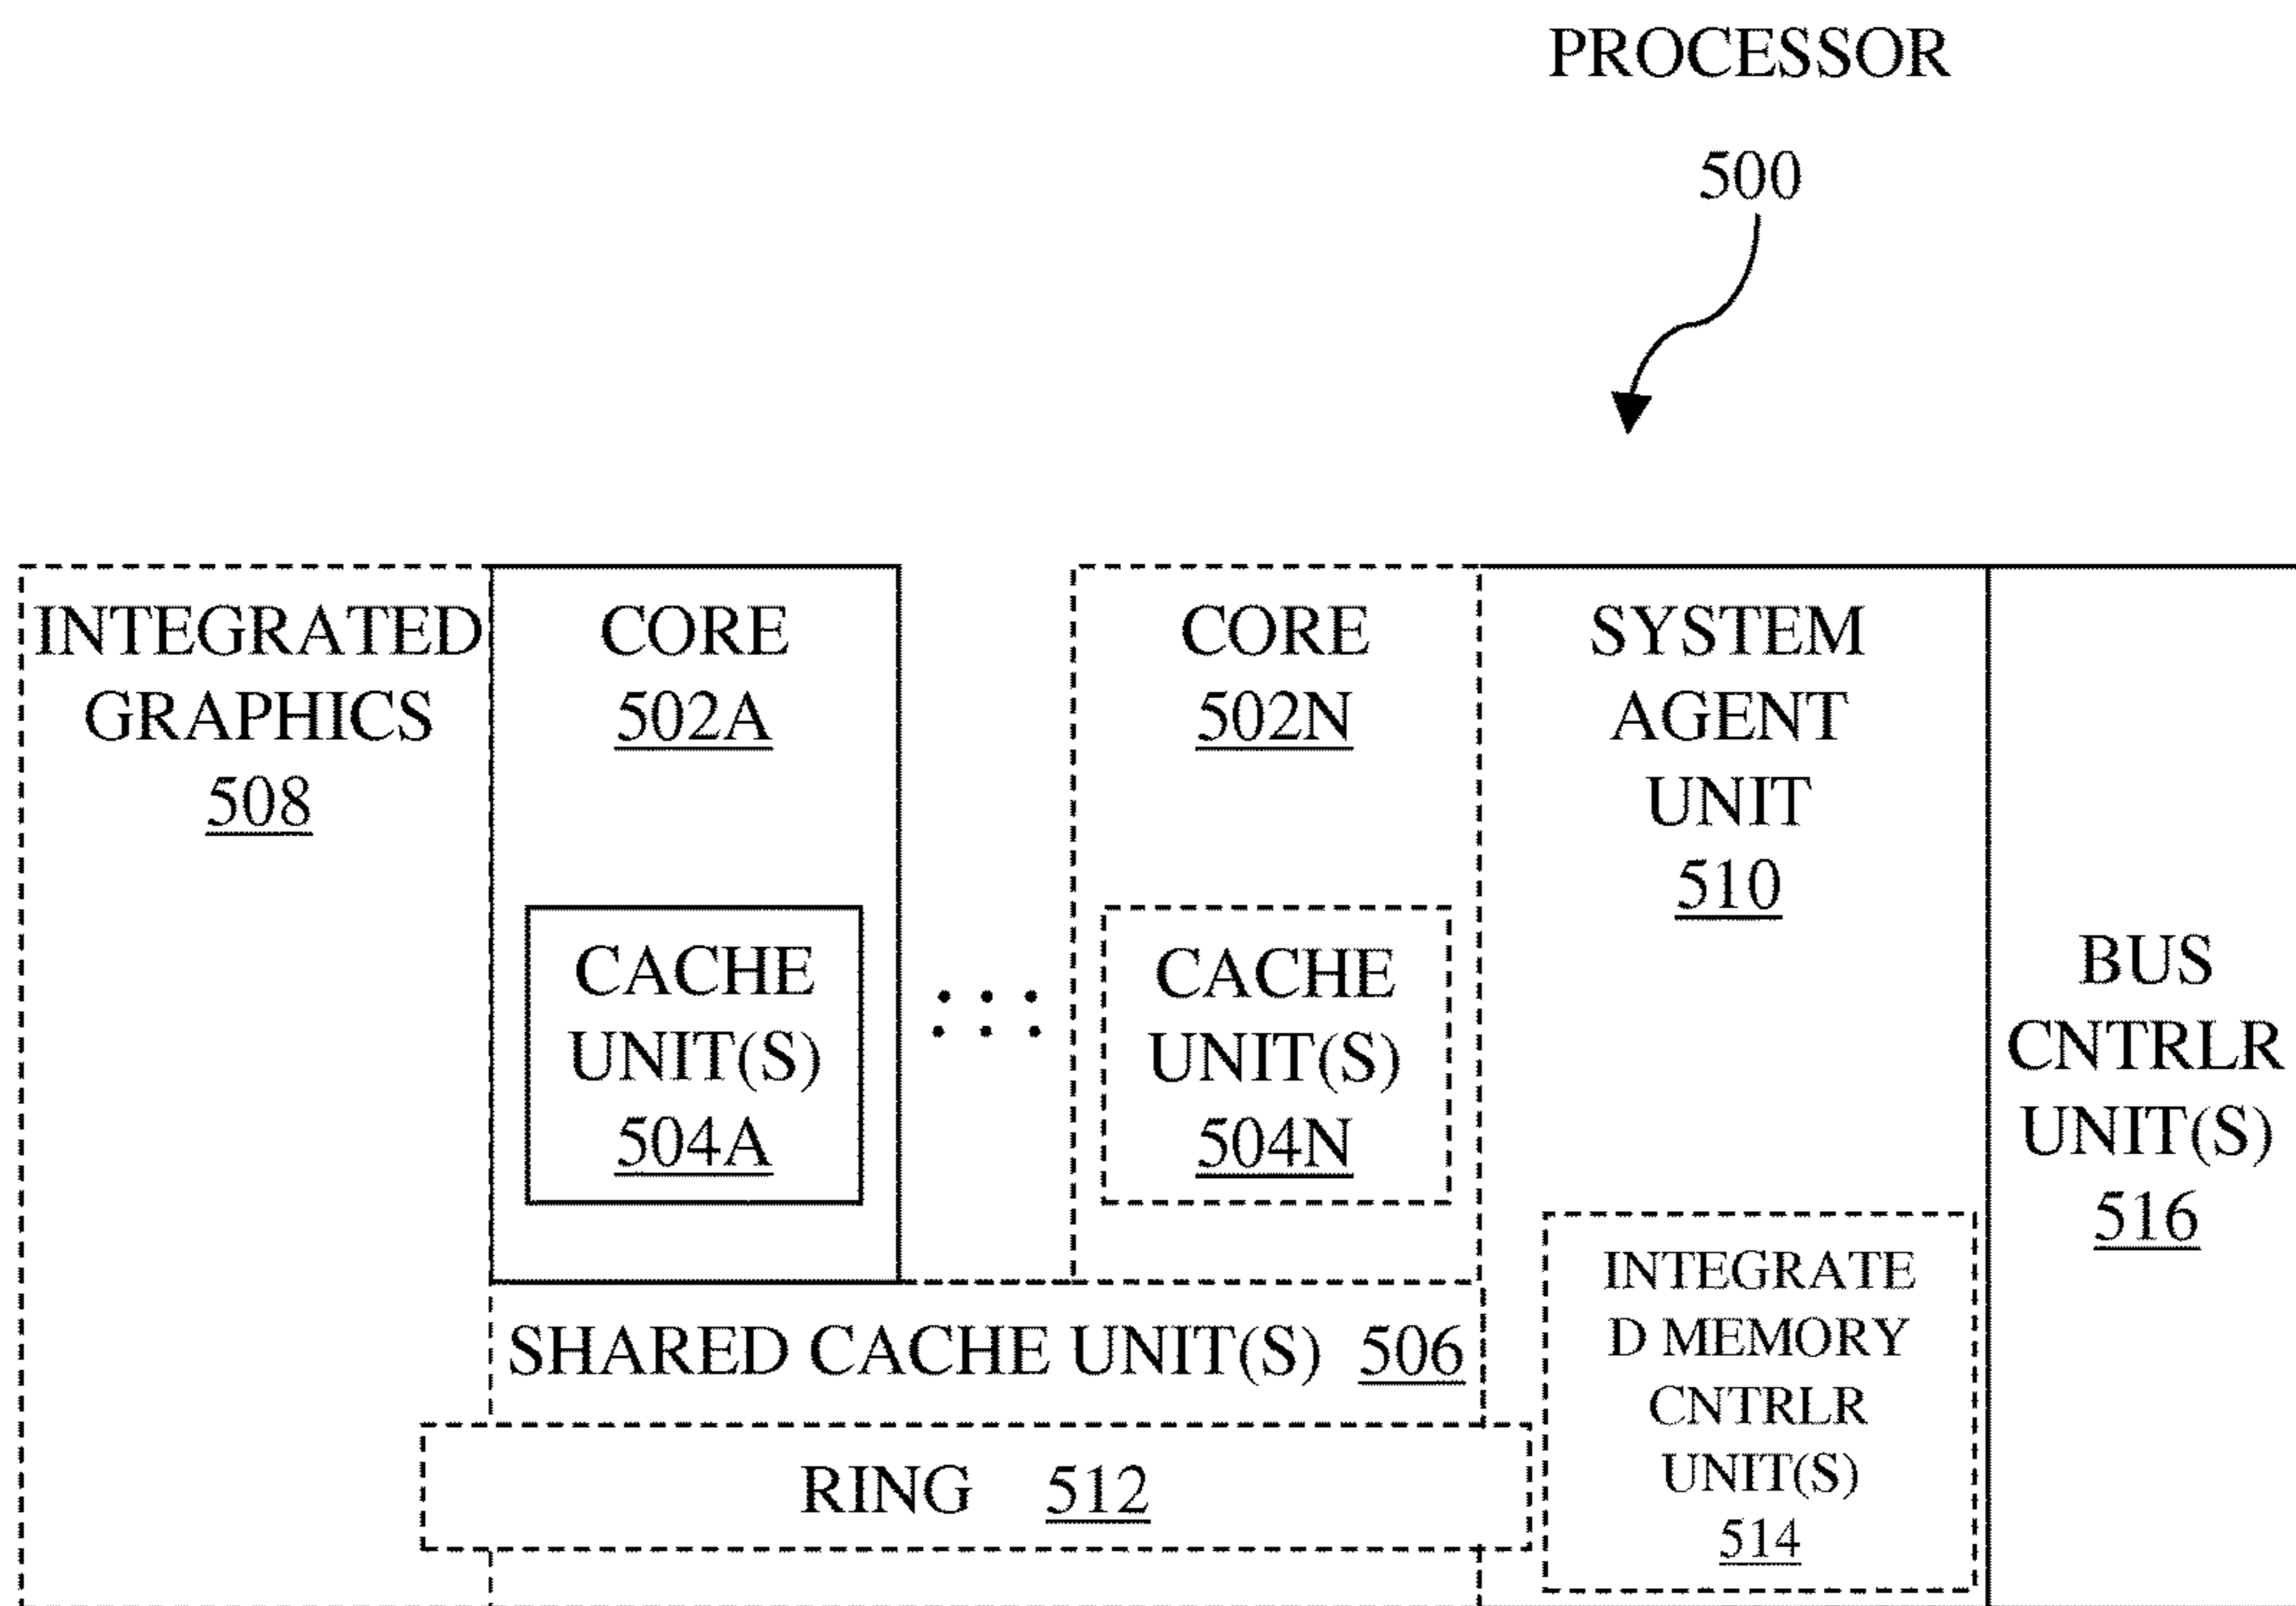 PROCESSOR
500
INTEGRATED
GRAPHICS
508
CORE
502A
CACHE
UNIT(S)
504A
CORE
502N
CACHE
UNIT(S)
504N
SYSTEM
AGENT
UNIT
510
BUS
CNTRLR
UNIT(S)
516
SHARED CACHE UNIT(S) 506
RING 512
INTEGRATE
D MEMORY
CNTRLR
UNIT(S)
514